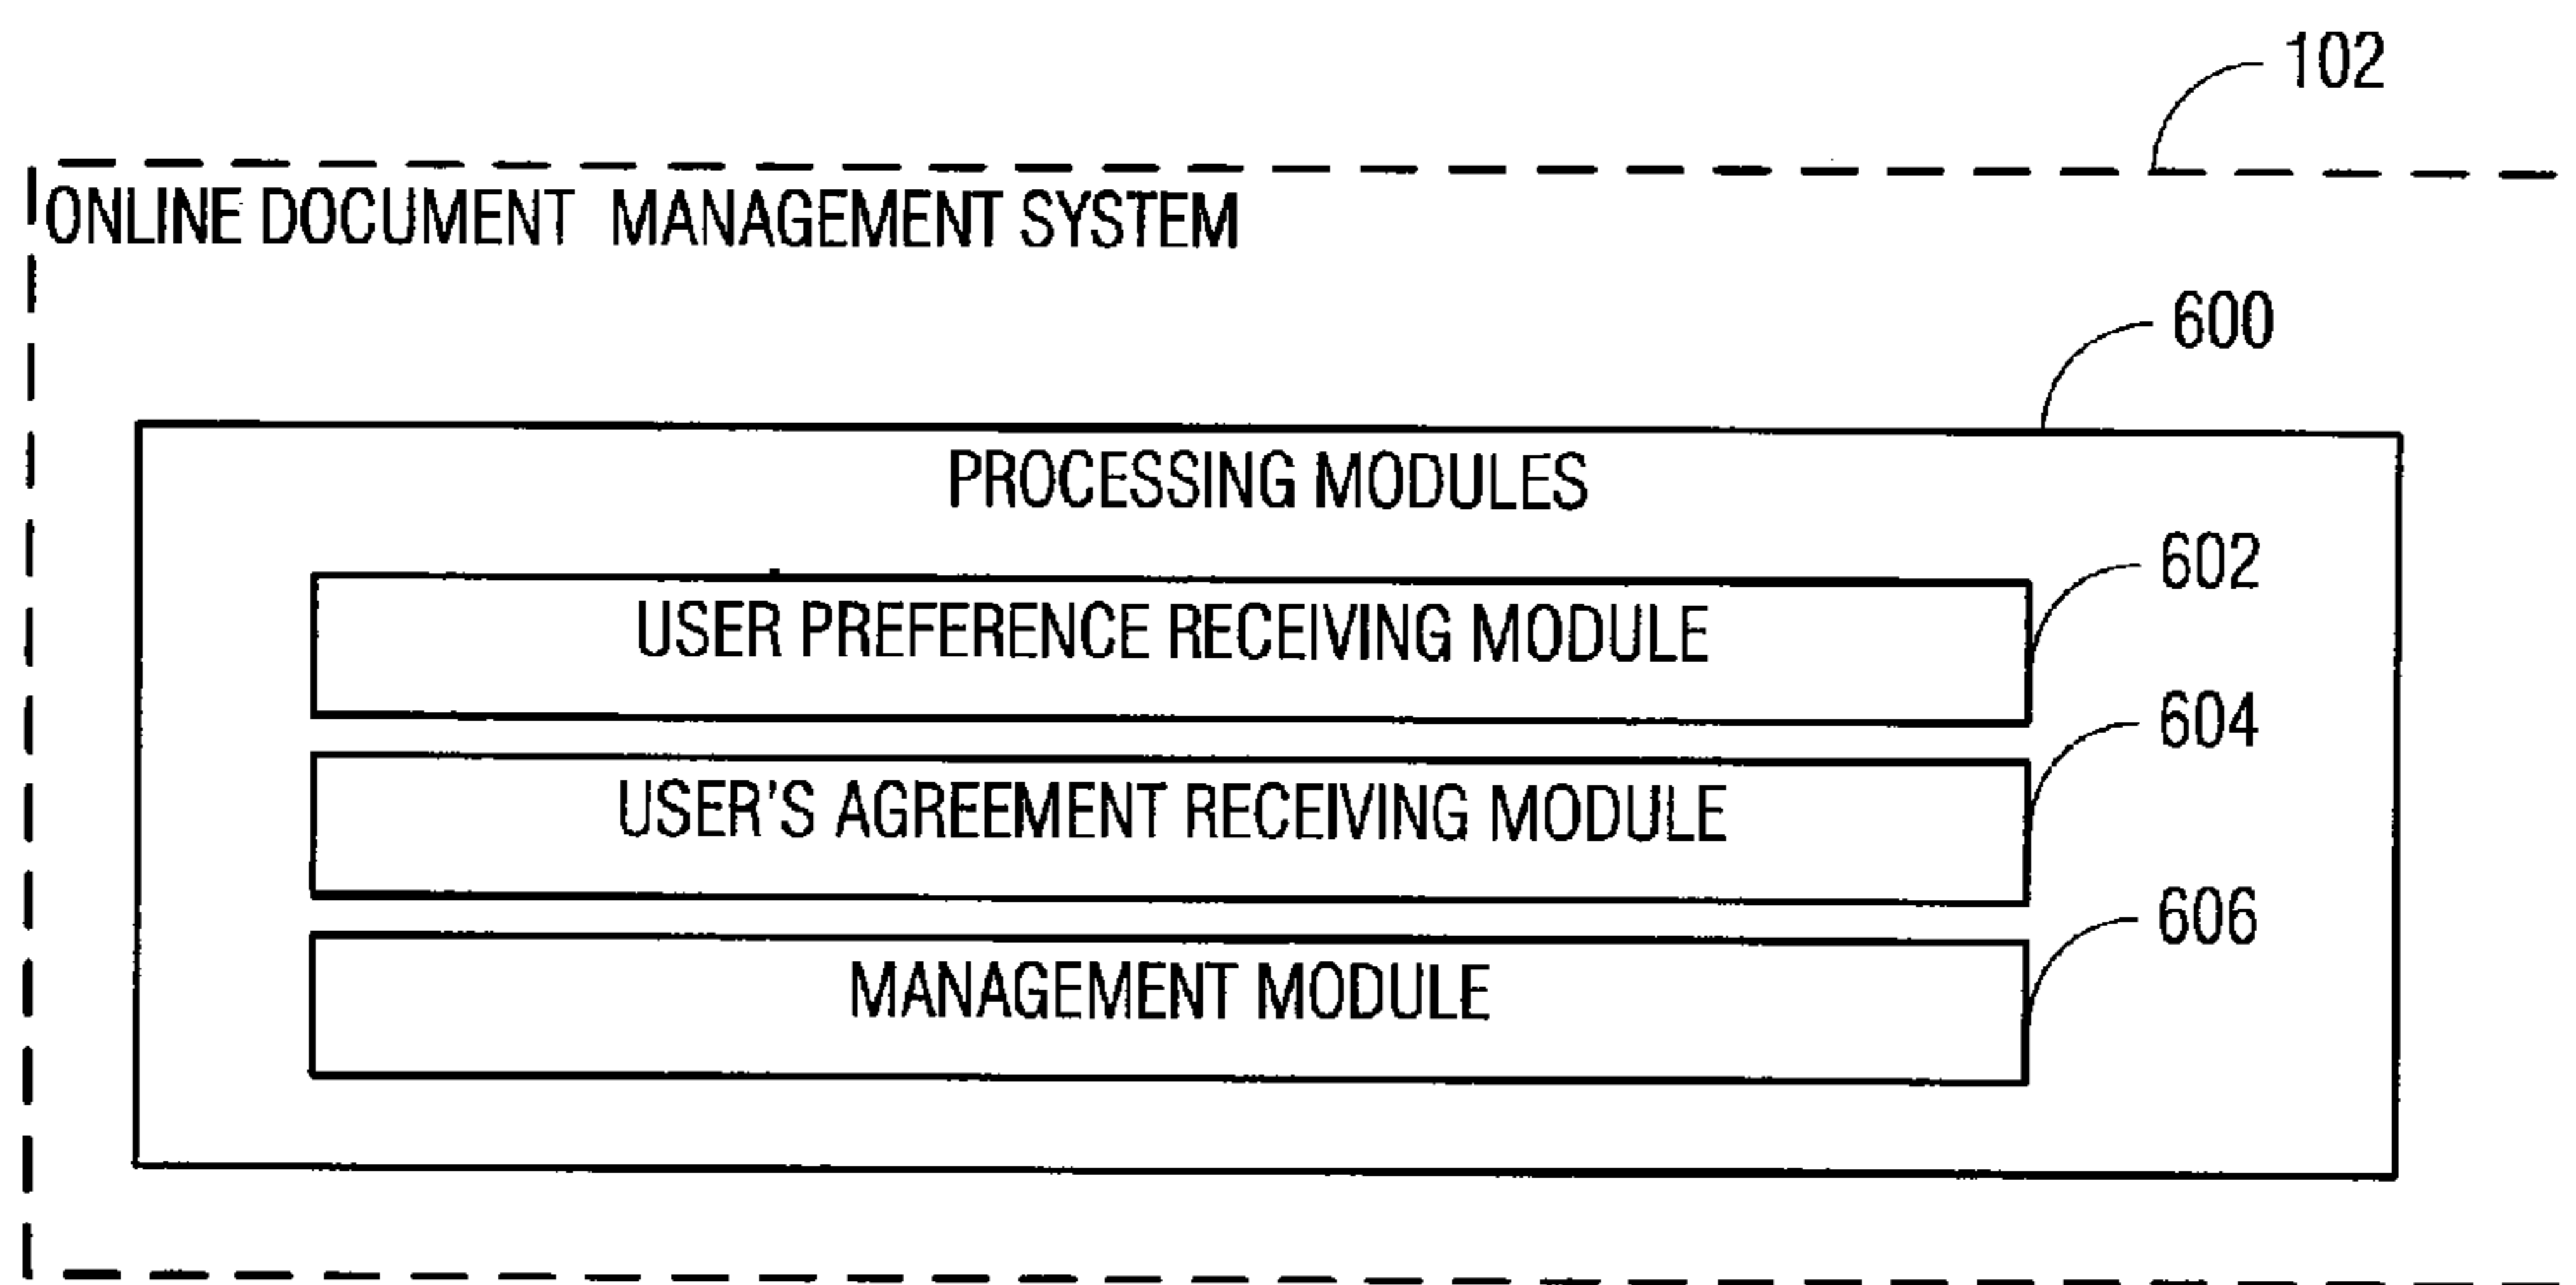 102
ONLINE DOCUMENT MANAGEMENT SYSTEM
600
PROCESSING MODULES
602
USER PREFERENCE RECEIVING MODULE
604
USER'S AGREEMENT RECEIVING MODULE
606
MANAGEMENT MODULE